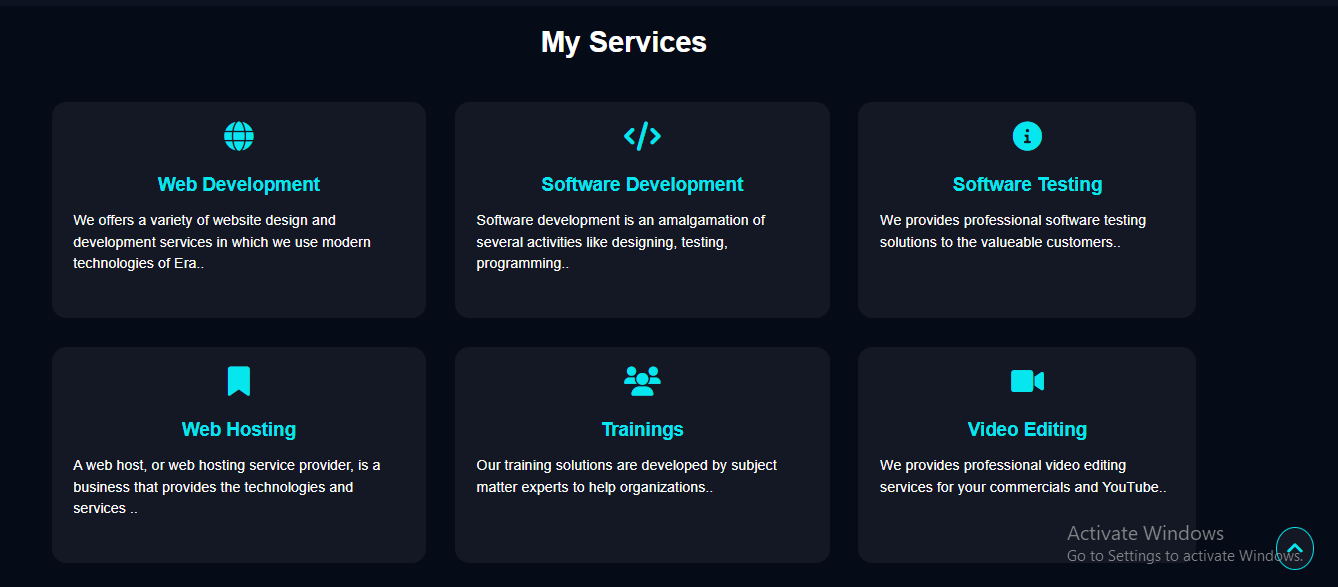 My Services
Web Development
We offers a variety of website design and
development services in which we use modern
technologies of Era..
Software Development
Software development is an amalgamation of
several activities like designing, testing,
programming..
Software Testing
We provides professional software testing
solutions to the valueable customers..
Web Hosting
A web host, or web hosting service provider, is a
business that provides the technologies and
services ..
Trainings
Our training solutions are developed by subject
matter experts to help organizations..
Video Editing
We provides professional video editing
services for your commercials and YouTube..
Activate Windows
Go to Settings to activate Windows.